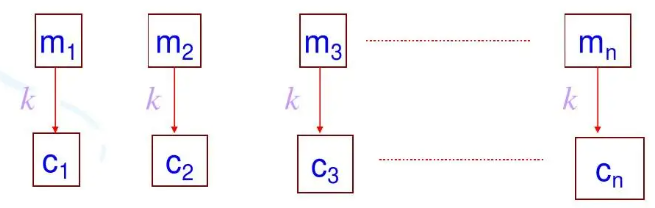 m₁ m₂ m₃ mₙ
k k k k
c₁ c₂ c₃ cₙ